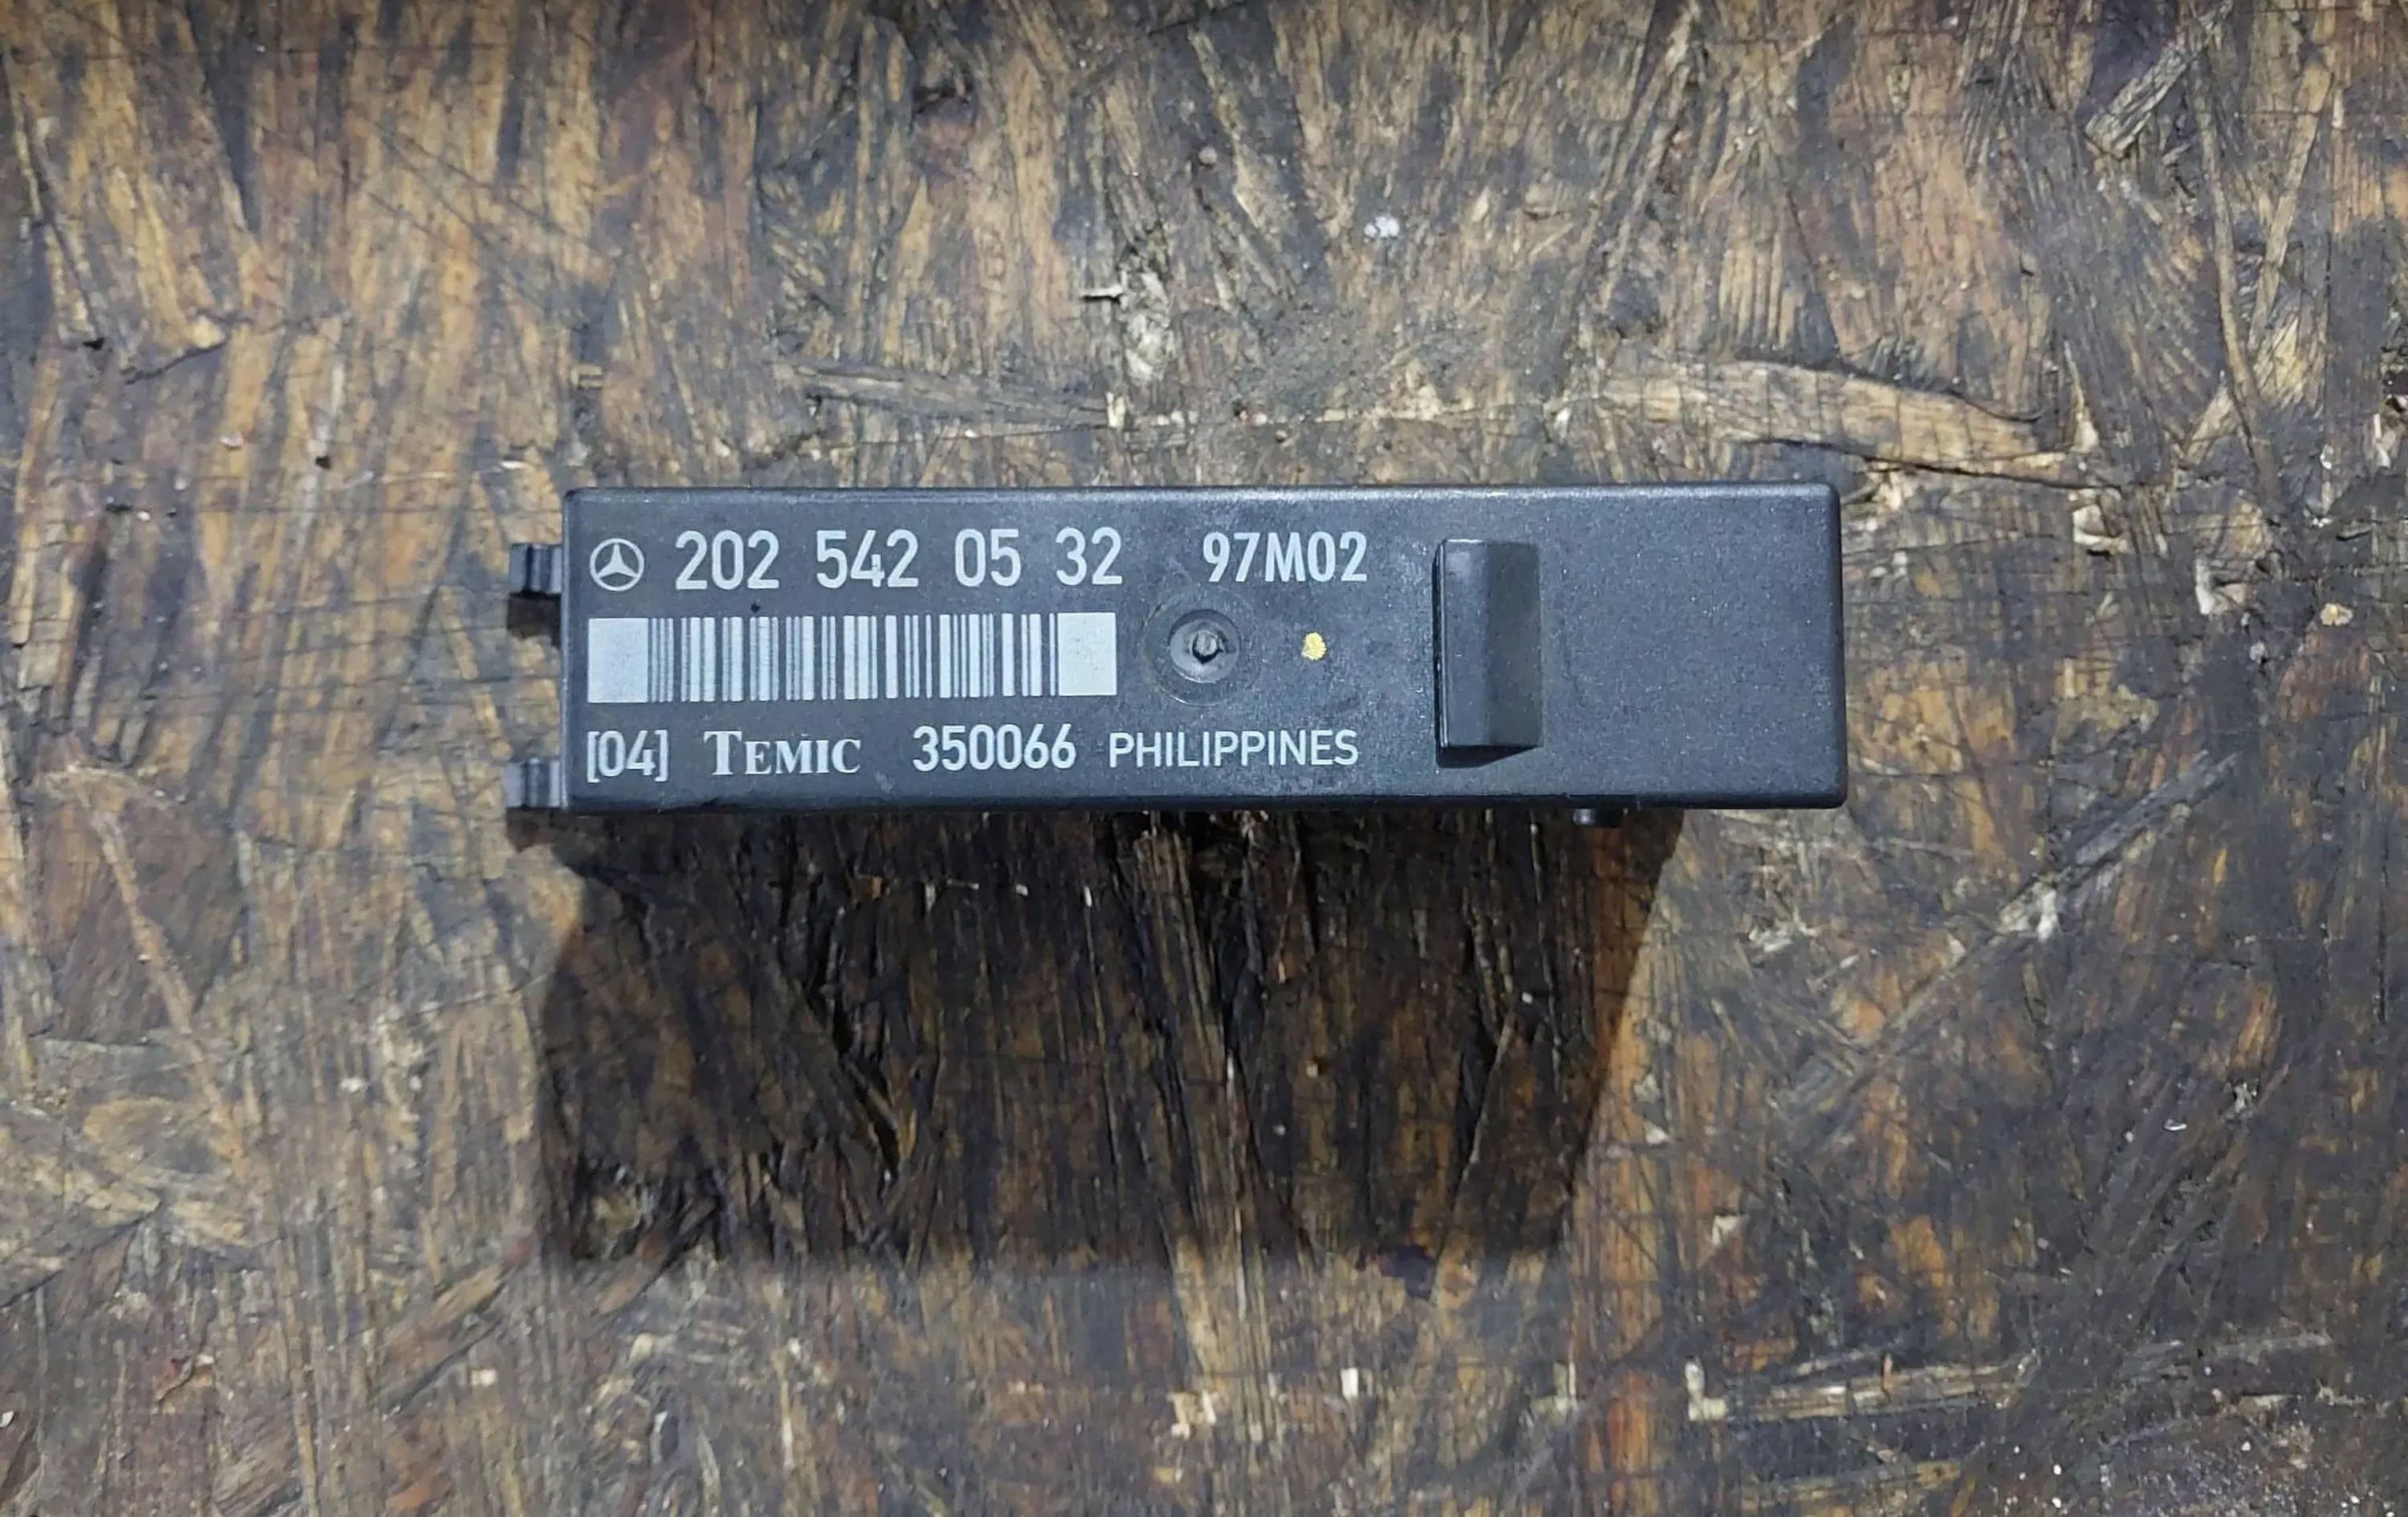 202 542 05 32 97M02
[04] TEMIC 350066 PHILIPPINES